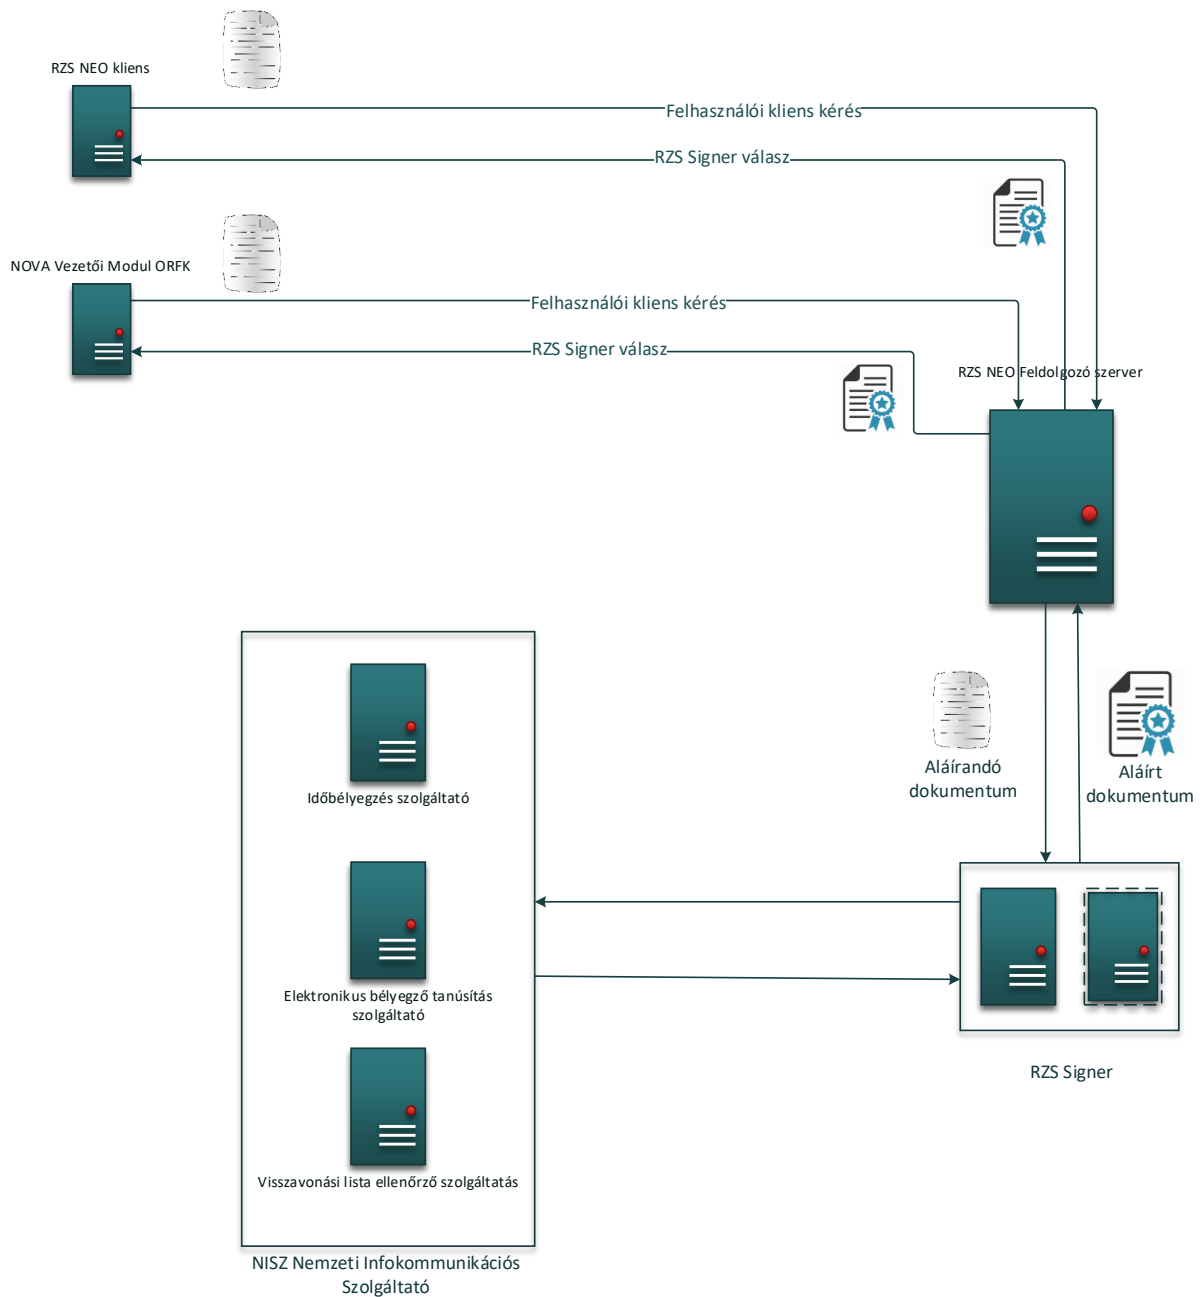 RZS NEO kliens
Felhasználói kliens kérés
RZS Signer válasz
NOVA Vezetői Modul ORFK
Felhasználói kliens kérés
RZS Signer válasz
RZS NEO Feldolgozó szerver
Aláírandó
dokumentum
Aláírt
dokumentum
Időbélyegzés szolgáltató
Elektronikus bélyegző tanúsítás
szolgáltató
RZS Signer
Visszavonási lista ellenőrző szolgáltatás
NISZ Nemzeti Infokommunikációs
Szolgáltató